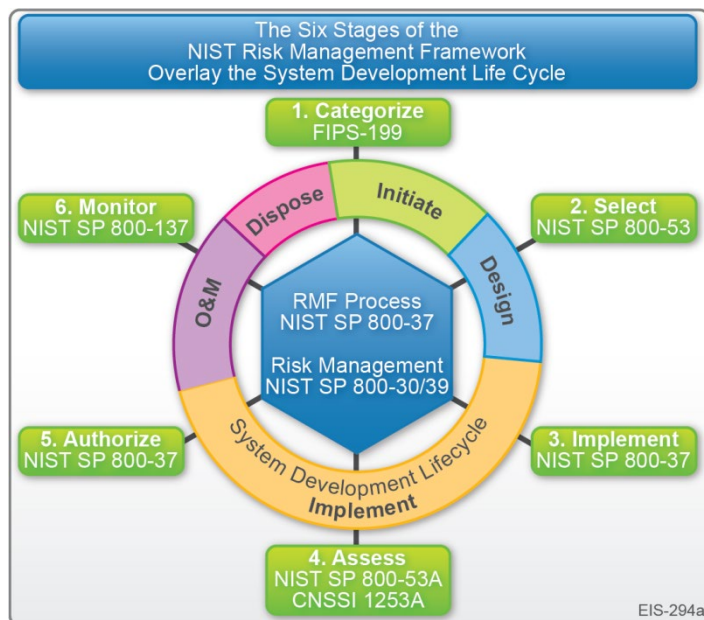 The Six Stages of the
NIST Risk Management Framework
Overlay the System Development Life Cycle
1. Categorize
FIPS-199
6. Monitor
NIST SP 800-137
Dispose
Initiate
2. Select
NIST SP 800-53
O&M
Design
RMF Process
NIST SP 800-37
Risk Management
NIST SP 800-30/39
5. Authorize
NIST SP 800-37
System Development Lifecycle
Implement
3. Implement
NIST SP 800-37
4. Assess
NIST SP 800-53A
CNSSI 1253A
EIS-294a